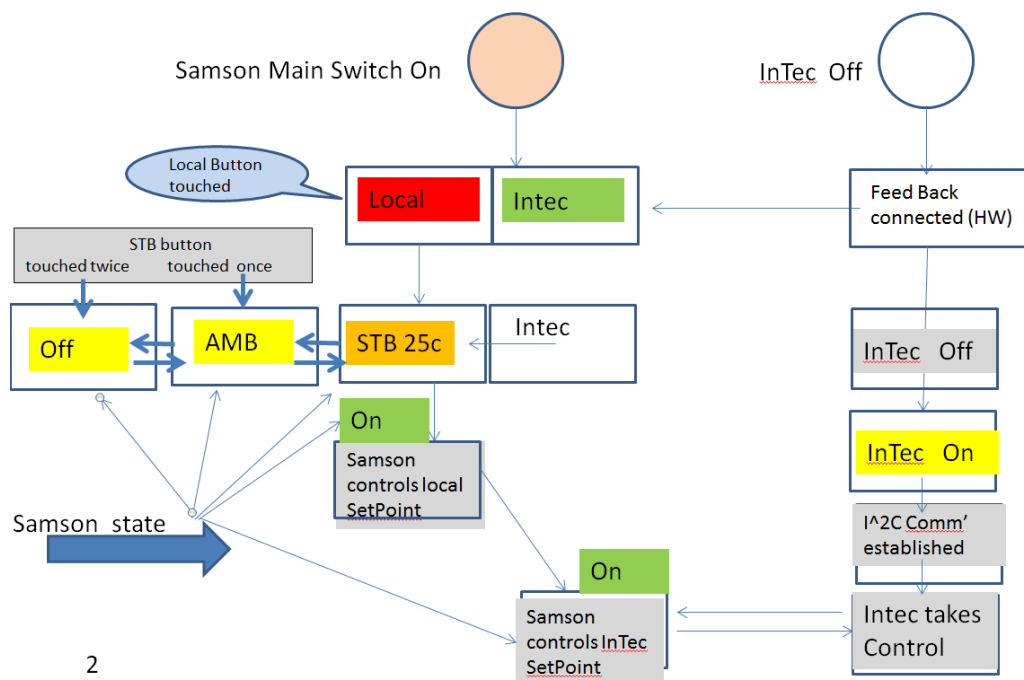 Samson Main Switch On
InTec Off
Local Button
touched
Local
Intec
Feed Back
connected (HW)
STB button
touched twice touched once
Off
AMB
STB 25c
Intec
InTec Off
On
InTec On
Samson
controls local
SetPoint
Samson state
I^2C Comm’
established
On
Samson
controls InTec
SetPoint
Intec takes
Control
2